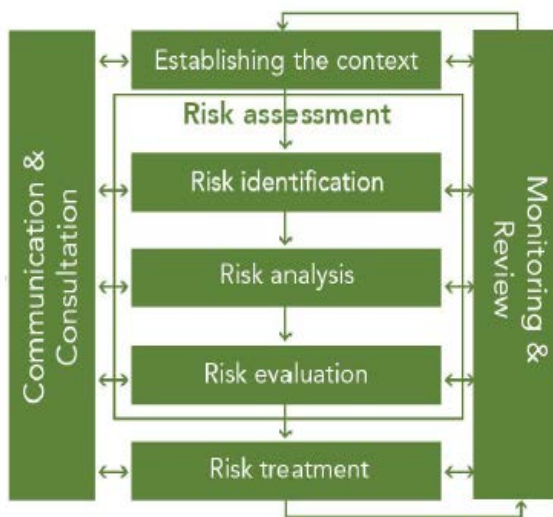 Establishing the context
Risk assessment
Risk identification
Risk analysis
Risk evaluation
Risk treatment
Communication &
Consultation
Monitoring &
Review